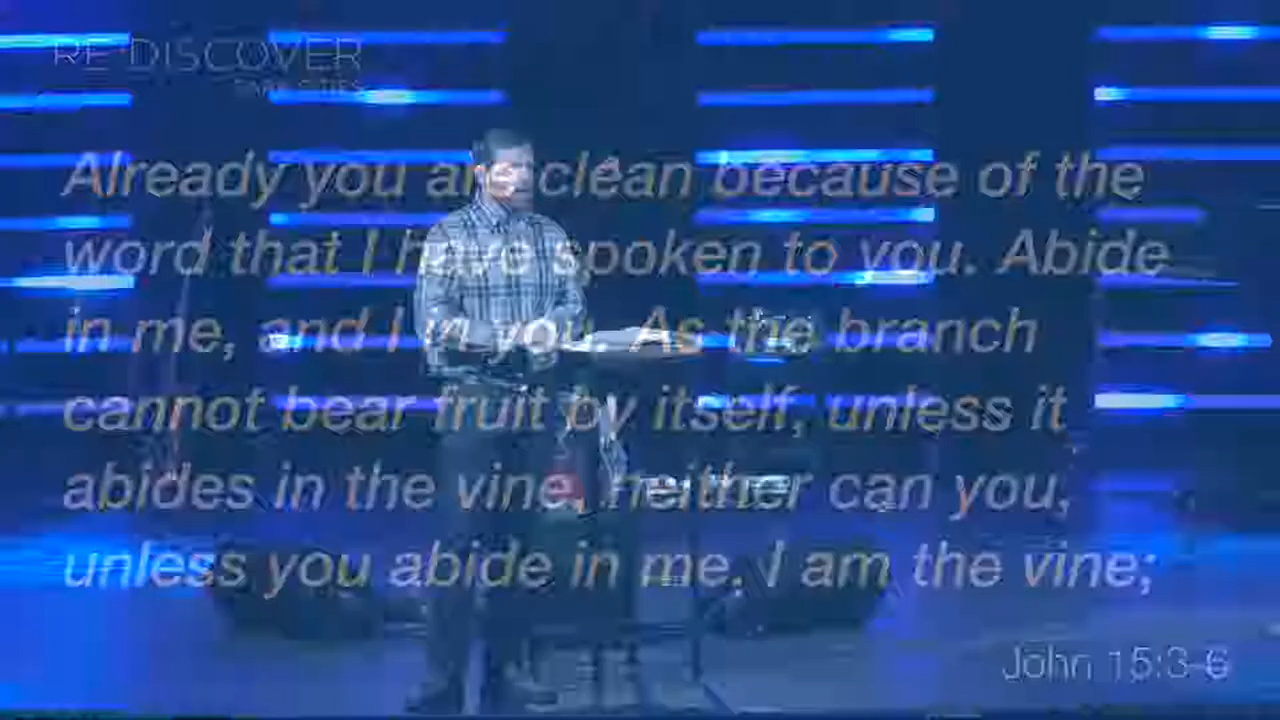 RE·DISCOVER
Already you are clean because of the
word that I have spoken to you. Abide
in me, and I in you. As the branch
cannot bear fruit by itself, unless it
abides in the vine, neither can you,
unless you abide in me. I am the vine;
John 15:3-6